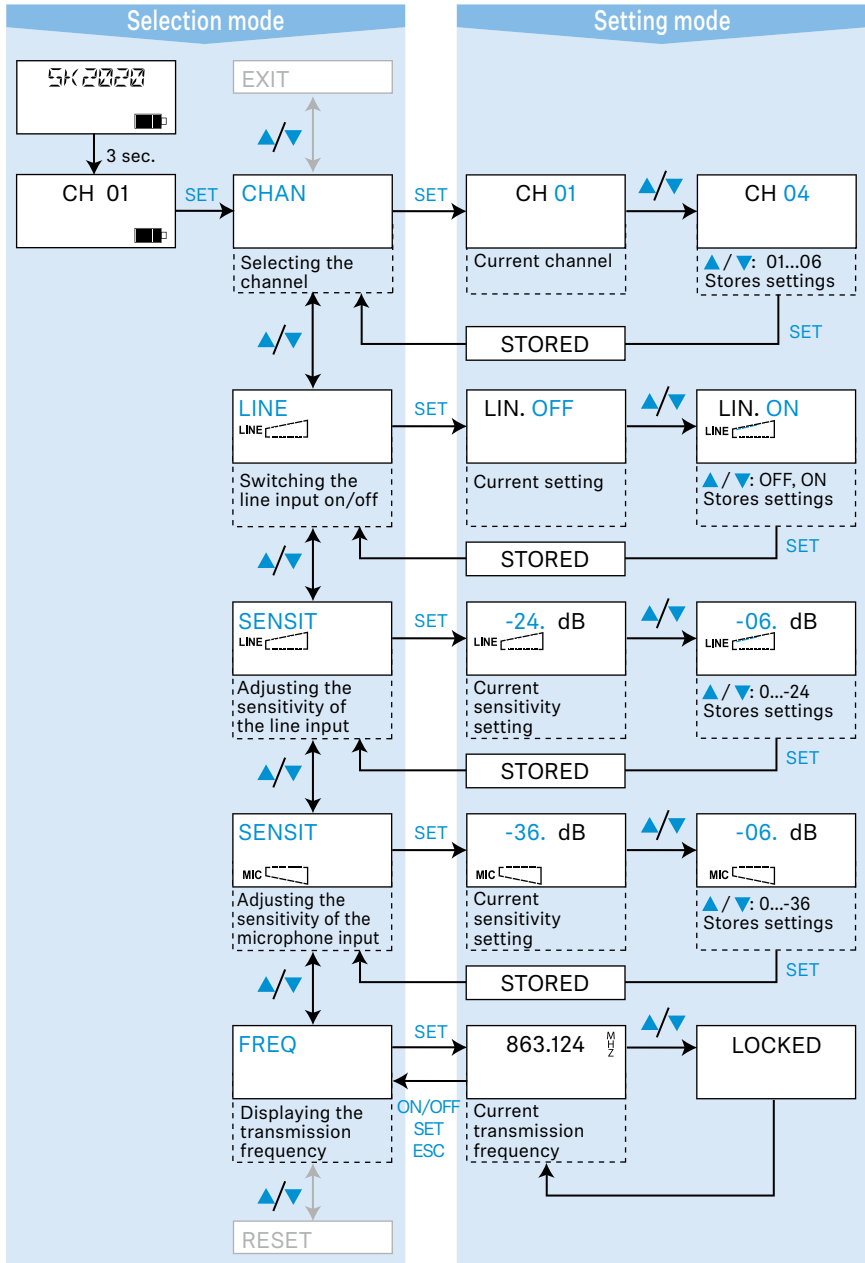 Selection mode
Setting mode
SK2020
EXIT
▲/▼
3 sec.
CH 01
SET
CHAN
SET
CH 01
▲/▼
CH 04
Selecting the
channel
Current channel
▲/▼: 01...06
Stores settings
▲/▼
STORED
SET
LINE
LINE
SET
LIN. OFF
▲/▼
LIN. ON
LINE
Switching the
line input on/off
Current setting
▲/▼: OFF, ON
Stores settings
▲/▼
STORED
SET
SENSIT
LINE
SET
-24. dB
LINE
▲/▼
-06. dB
LINE
Adjusting the
sensitivity of
the line input
Current
sensitivity
setting
▲/▼: 0...-24
Stores settings
▲/▼
STORED
SET
SENSIT
MIC
SET
-36. dB
MIC
▲/▼
-06. dB
MIC
Adjusting the
sensitivity of the
microphone input
Current
sensitivity
setting
▲/▼: 0...-36
Stores settings
▲/▼
STORED
SET
FREQ
SET
863.124 MHZ
▲/▼
LOCKED
ON/OFF
SET
ESC
Displaying the
transmission
frequency
Current
transmission
frequency
▲/▼
RESET